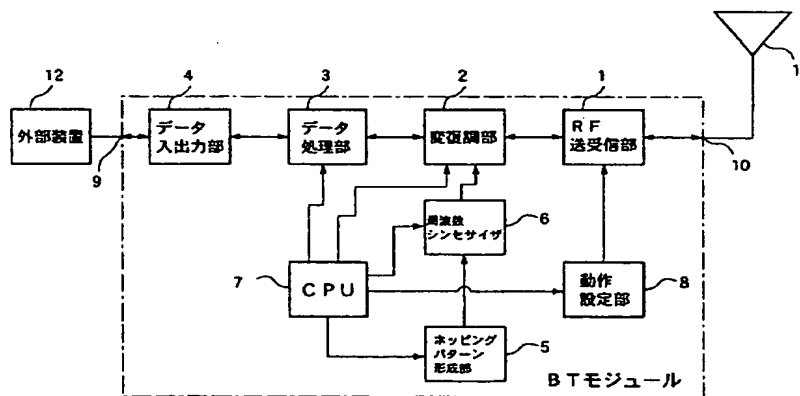 12
4
3
2
1
1
外部装置
データ
入出力部
データ
処理部
変復調部
RF
送受信部
9
10
周波数
シンセサイザ
6
7
CPU
動作
設定部
8
ホッピング
パターン
形成部
5
BTモジュール